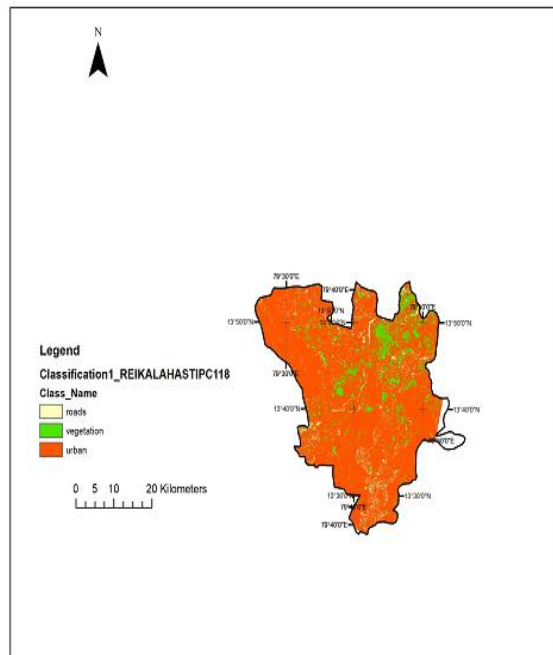 N
79°30'0"E
79°40'0"E
13°50'0"N
13°50'0"N
Legend
Classification1_REIKALAHASTIPC118
Class_Name
roads
vegetation
urban
79°30'0"E
13°40'0"N
13°40'0"N
0 5 10 20 Kilometers
13°30'0"N
13°30'0"N
79°40'0"E